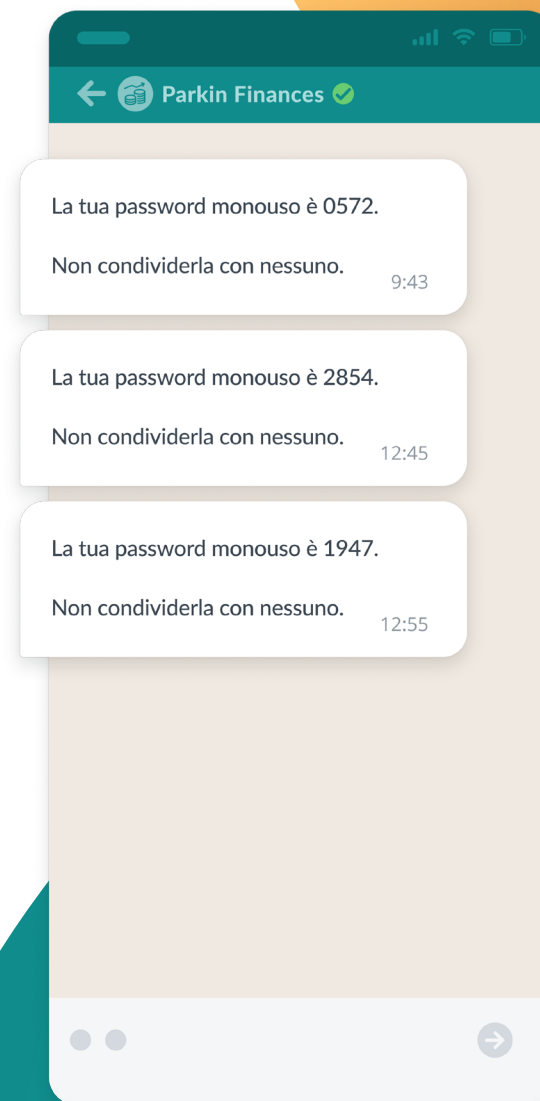 Parkin Finances
La tua password monouso è 0572.
Non condividerla con nessuno.
9:43
La tua password monouso è 2854.
Non condividerla con nessuno.
12:45
La tua password monouso è 1947.
Non condividerla con nessuno.
12:55